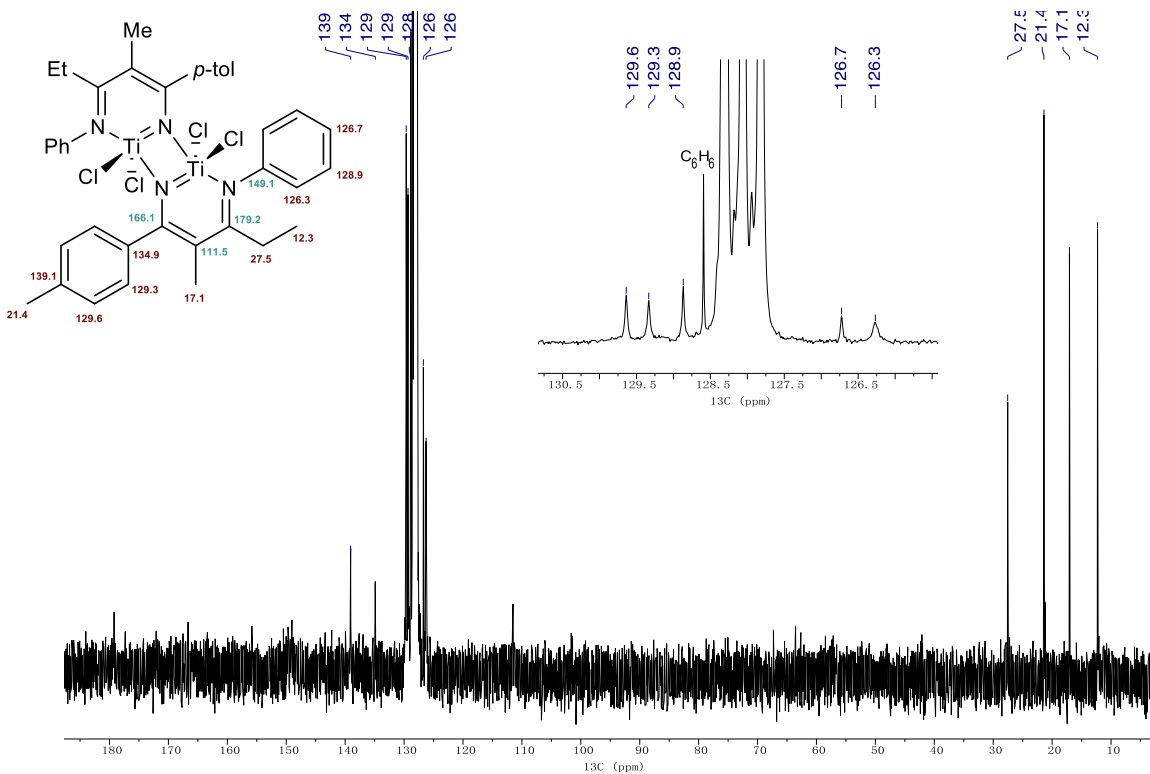 139
134
129
129
128
126
126
27.5
21.4
17.1
12.3
Me
Et
p-tol
N
N
Ph
Ti
Cl
Cl
Cl
Ti
Cl
N
N
126.7
128.9
126.3
149.1
166.1
179.2
134.9
111.5
12.3
27.5
139.1
129.3
17.1
21.4
129.6
129.6
129.3
128.9
126.7
126.3
C6H6
130.5 129.5 128.5 127.5 126.5
13C (ppm)
180 170 160 150 140 130 120 110 100 90 80 70 60 50 40 30 20 10
13C (ppm)